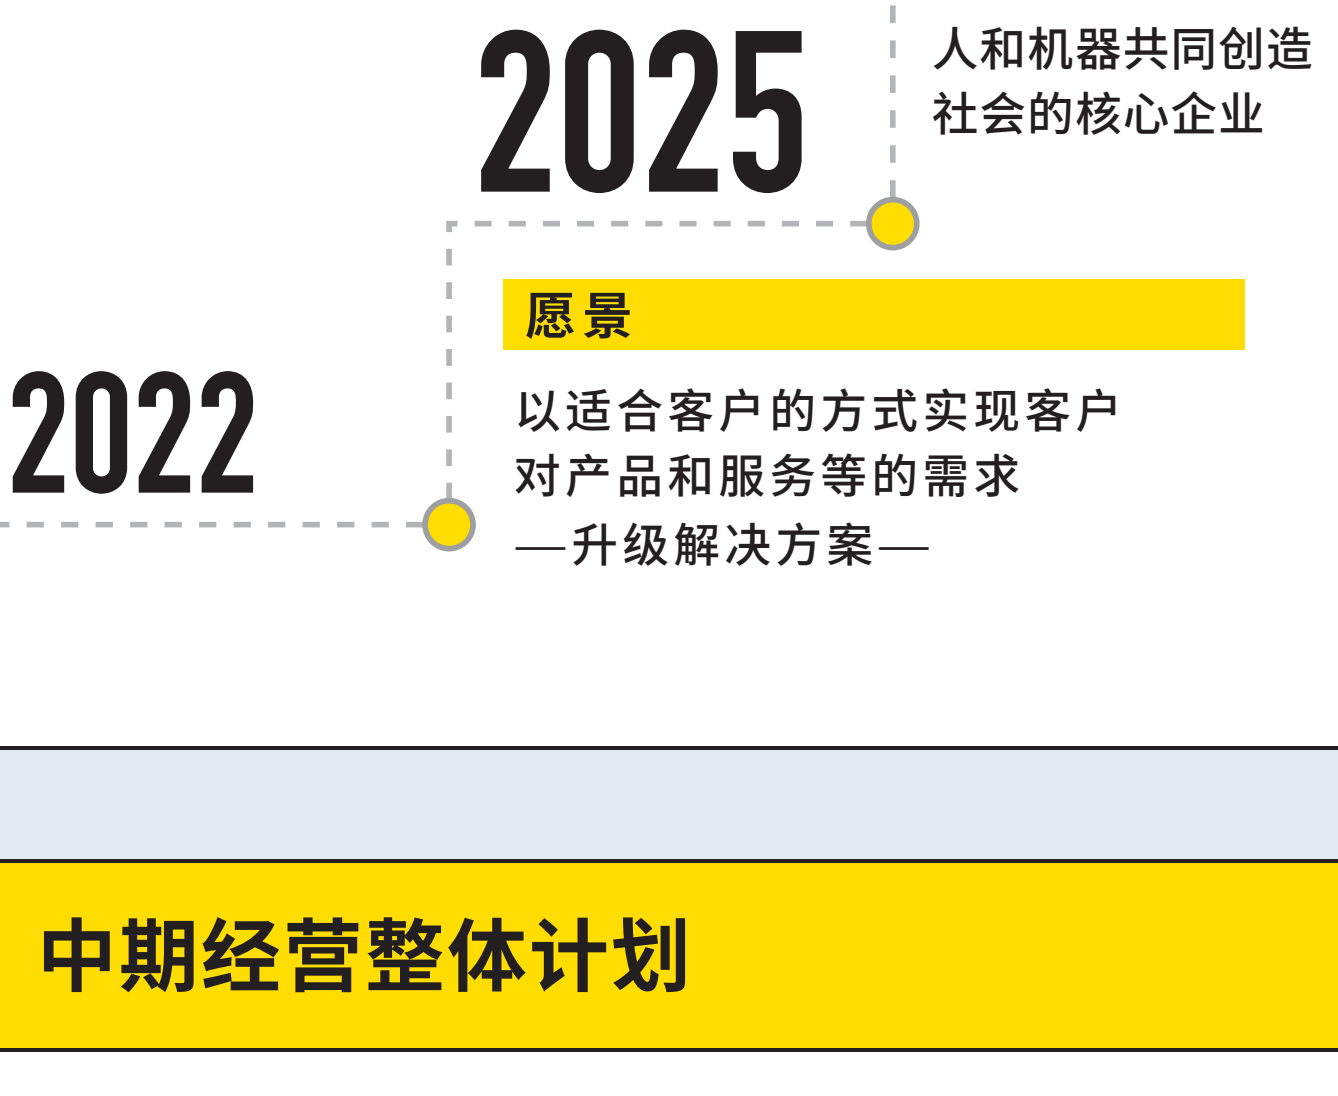 2025
人和机器共同创造
社会的核心企业
愿景
2022
以适合客户的方式实现客户
对产品和服务等的需求
—升级解决方案—
中期经营整体计划